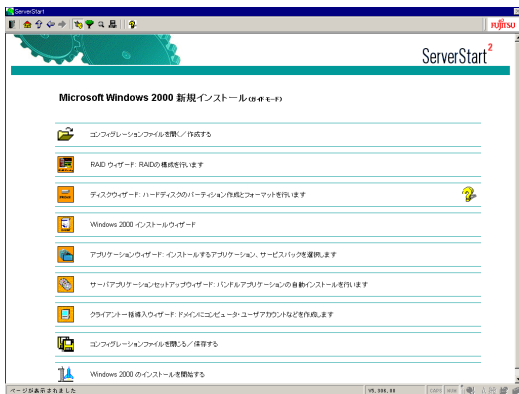 ServerStart
FUJITSU
ServerStart2
Microsoft Windows 2000 新規インストール(ガイドモード)
コンフィグレーションファイルを開く／作成する
RAID ウィザード: RAIDの構成を行います
ディスクウィザード: ハードディスクのパーティション作成とフォーマットを行います
Windows 2000 インストールウィザード
アプリケーションウィザード: インストールするアプリケーション、サービスパックを選択します
サーバアプリケーションセットアップウィザード: バンドルアプリケーションの自動インストールを行います
クライアント一括導入ウィザード: ドメインにコンピュータ・ユーザアカウントなどを作成します
コンフィグレーションファイルを閉じる／保存する
Windows 2000 のインストールを開始する
ページが表示されました
CAPS NUM